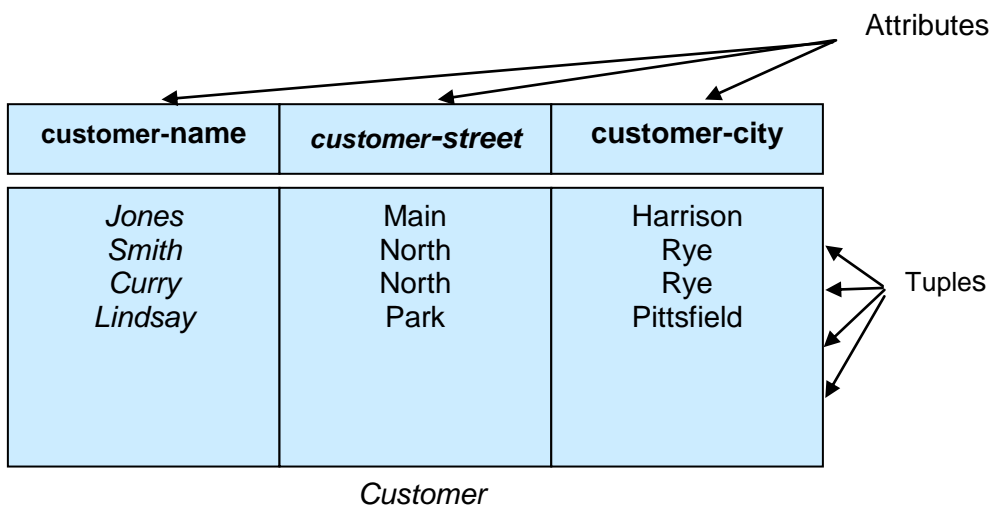 Attributes
customer-name customer-street customer-city
Jones Main Harrison
Smith North Rye
Curry North Rye
Lindsay Park Pittsfield
Tuples
Customer